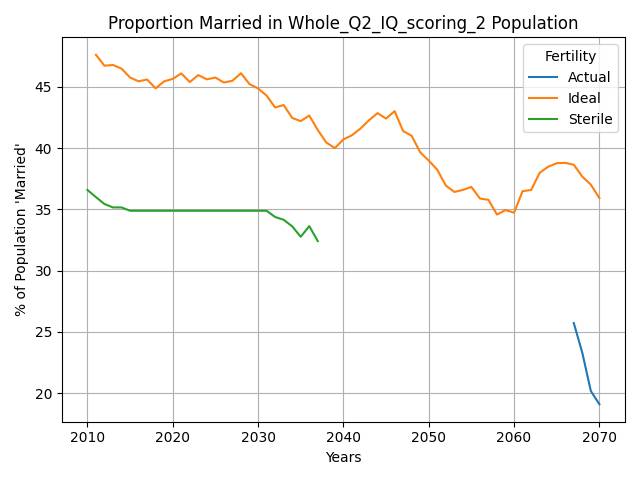 Proportion Married in Whole_Q2_IQ_scoring_2 Population
Fertility
Actual
Ideal
Sterile
% of Population 'Married'
45
40
35
30
25
20
2010 2020 2030 2040 2050 2060 2070
Years